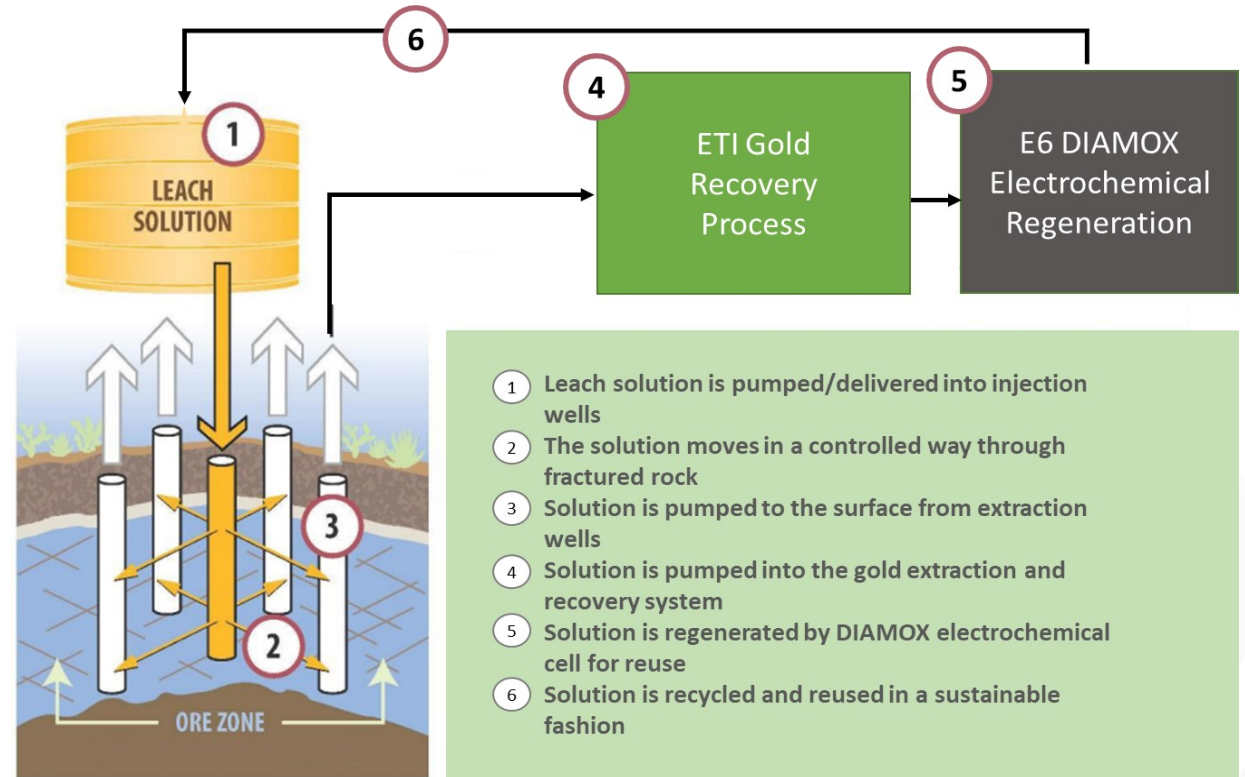 6
4
5
1
LEACH
SOLUTION
ETI Gold
Recovery
Process
E6 DIAMOX
Electrochemical
Regeneration
3
2
ORE ZONE
1 Leach solution is pumped/delivered into injection
wells
2 The solution moves in a controlled way through
fractured rock
3 Solution is pumped to the surface from extraction
wells
4 Solution is pumped into the gold extraction and
recovery system
5 Solution is regenerated by DIAMOX electrochemical
cell for reuse
6 Solution is recycled and reused in a sustainable
fashion